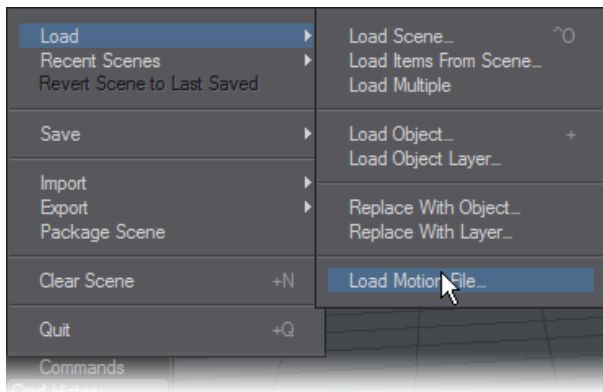 Load
Recent Scenes
Revert Scene to Last Saved
Save
Import
Export
Package Scene
Clear Scene +N
Quit +Q
Commands
Cmd History
Load Scene... ^O
Load Items From Scene...
Load Multiple
Load Object... +
Load Object Layer...
Replace With Object...
Replace With Layer...
Load Motion File...